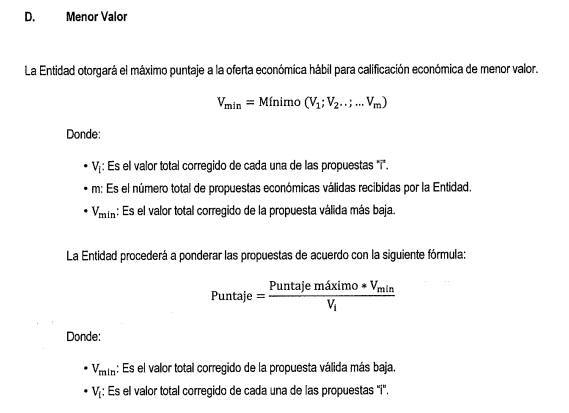 D. Menor Valor
La Entidad otorgará el máximo puntaje a la oferta económica hábil para calificación económica de menor valor.
Vmin = Mínimo (V1; V2..; ... Vm)
Donde:
• Vi: Es el valor total corregido de cada una de las propuestas "i".
• m: Es el número total de propuestas económicas válidas recibidas por la Entidad.
• Vmin: Es el valor total corregido de la propuesta válida más baja.
La Entidad procederá a ponderar las propuestas de acuerdo con la siguiente fórmula:
Puntaje = Puntaje máximo * Vmin
Vi
Donde:
• Vmin: Es el valor total corregido de la propuesta válida más baja.
• Vi: Es el valor total corregido de cada una de las propuestas "i".